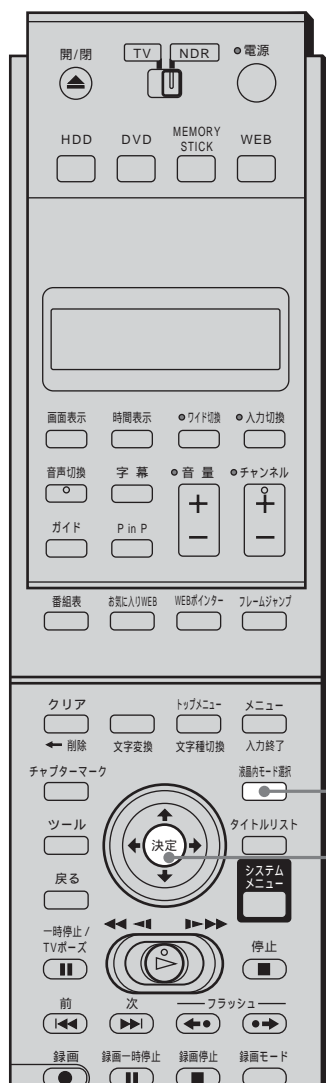 開/閉
TV NDR
電源
HDD DVD MEMORY STICK WEB
画面表示 時間表示 ワイド切換 入力切換
音声切換 字幕 音量 チャンネル
ガイド P in P
番組表 お気に入りWEB WEBポインター フレームジャンプ
クリア トップメニュー メニュー
削除 文字変換 文字種切換 入力終了
チャプターマーク 液晶内モード選択
ツール 決定 タイトルリスト
戻る システムメニュー
一時停止/TVポーズ 停止
前 次 フラッシュ
録画 録画一時停止 録画停止 録画モード